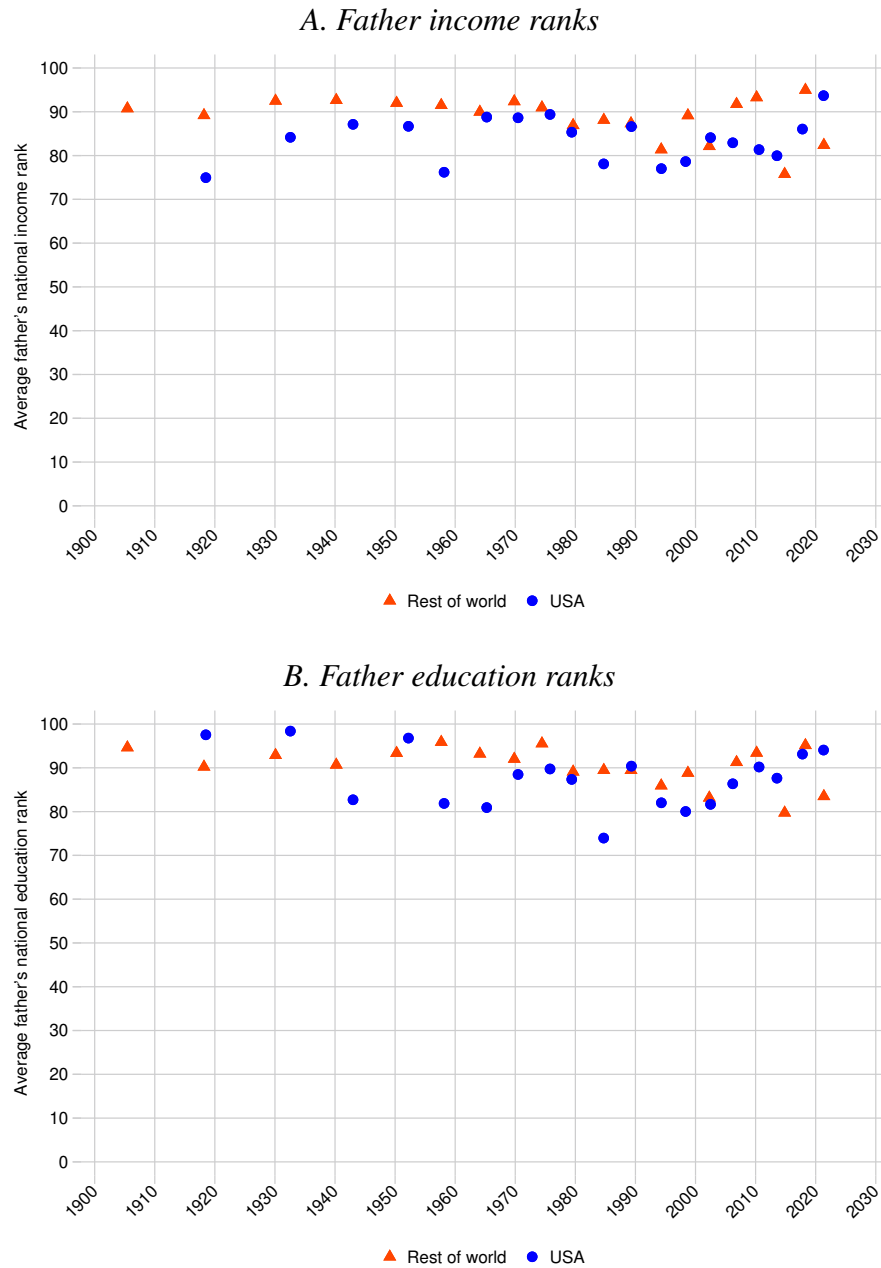 A. Father income ranks
Average father's national income rank
100
90
80
70
60
50
40
30
20
10
0
1900 1910 1920 1930 1940 1950 1960 1970 1980 1990 2000 2010 2020 2030
Rest of world USA
B. Father education ranks
Average father's national education rank
100
90
80
70
60
50
40
30
20
10
0
1900 1910 1920 1930 1940 1950 1960 1970 1980 1990 2000 2010 2020 2030
Rest of world USA